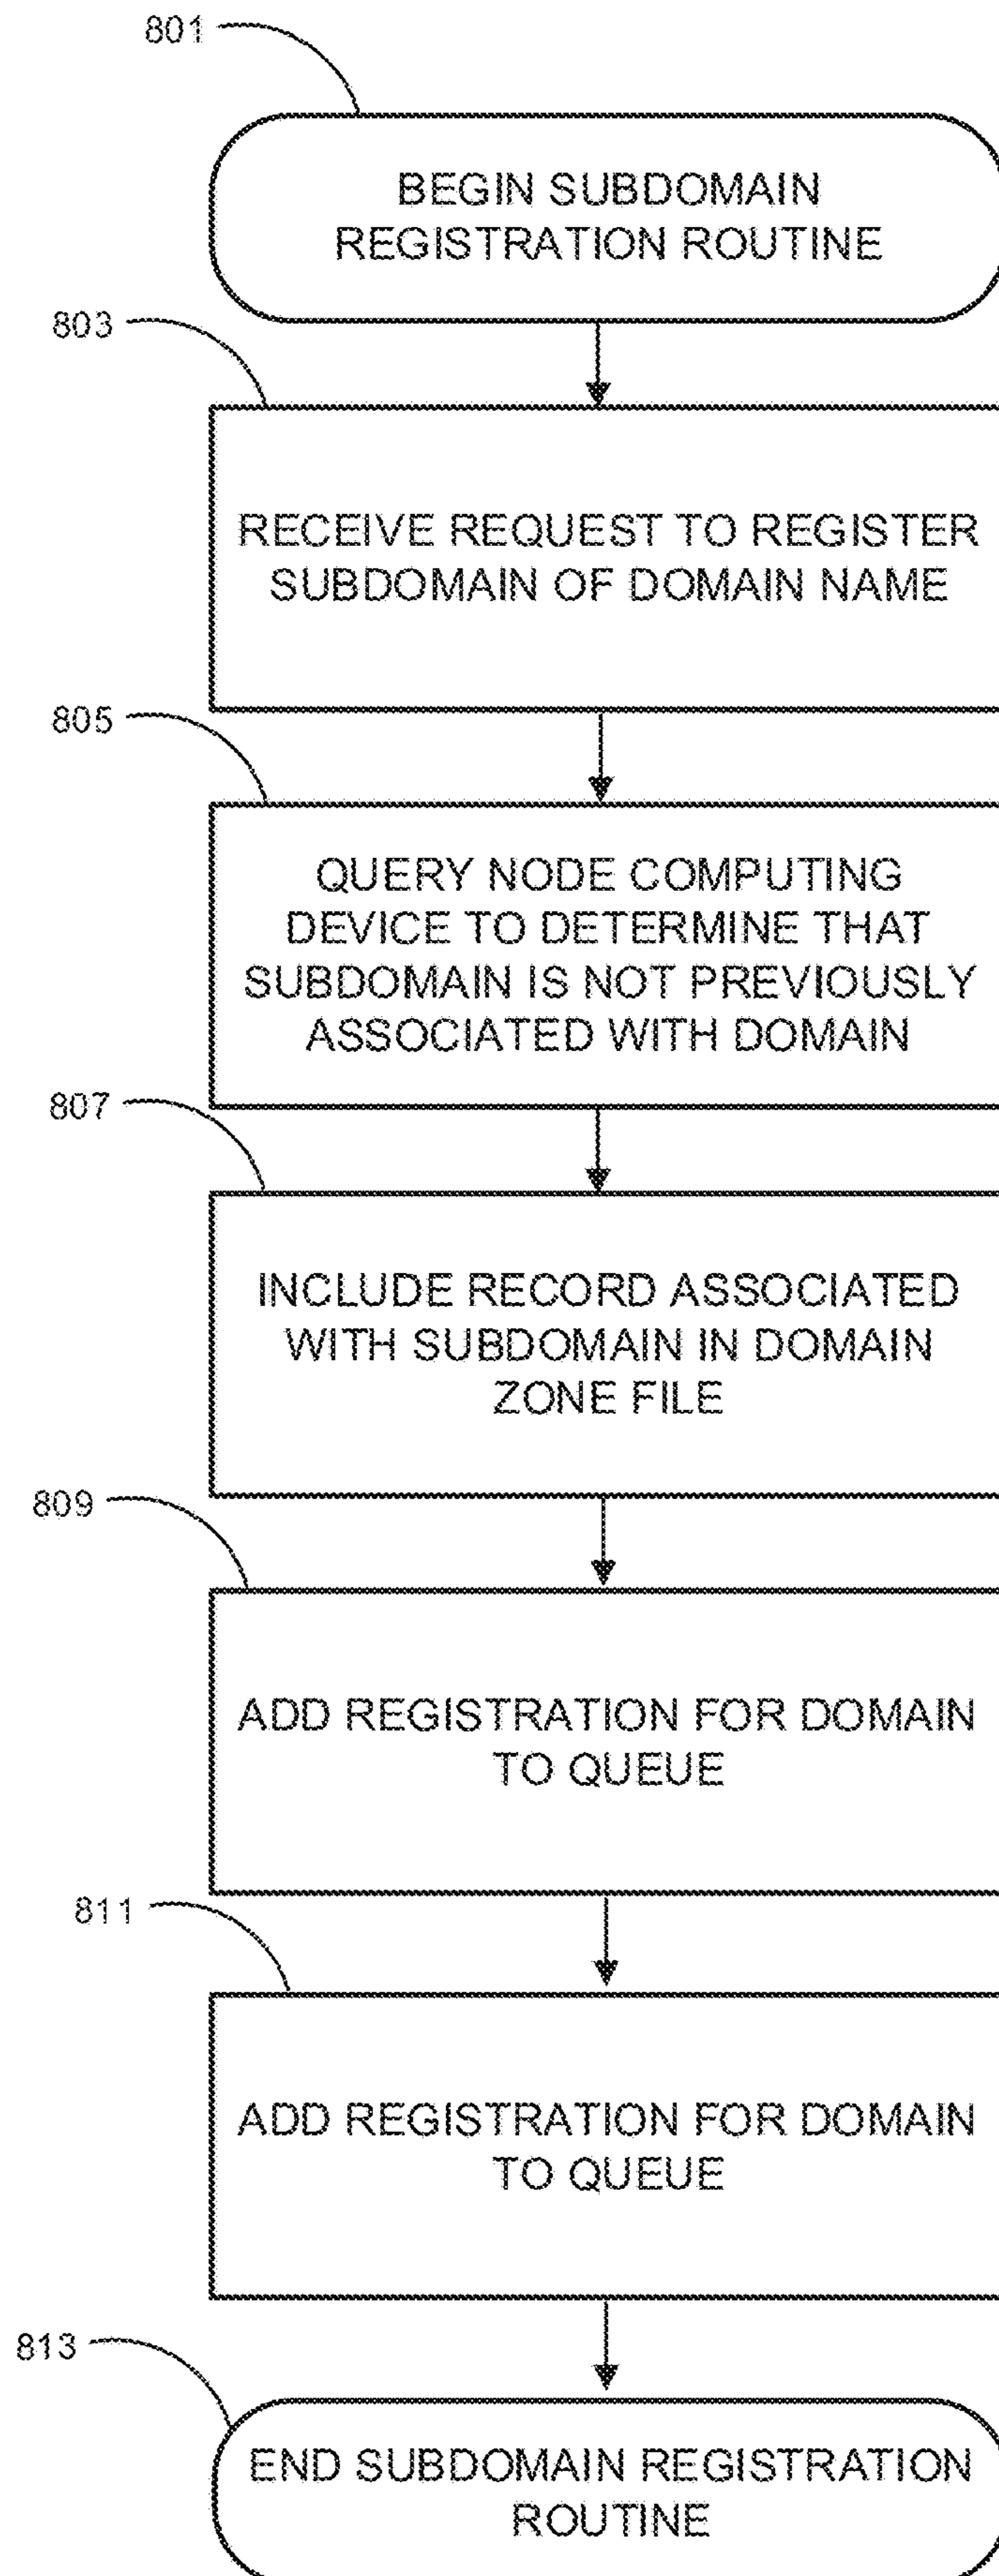 801
BEGIN SUBDOMAIN
REGISTRATION ROUTINE
803
RECEIVE REQUEST TO REGISTER
SUBDOMAIN OF DOMAIN NAME
805
QUERY NODE COMPUTING
DEVICE TO DETERMINE THAT
SUBDOMAIN IS NOT PREVIOUSLY
ASSOCIATED WITH DOMAIN
807
INCLUDE RECORD ASSOCIATED
WITH SUBDOMAIN IN DOMAIN
ZONE FILE
809
ADD REGISTRATION FOR DOMAIN
TO QUEUE
811
ADD REGISTRATION FOR DOMAIN
TO QUEUE
813
END SUBDOMAIN REGISTRATION
ROUTINE